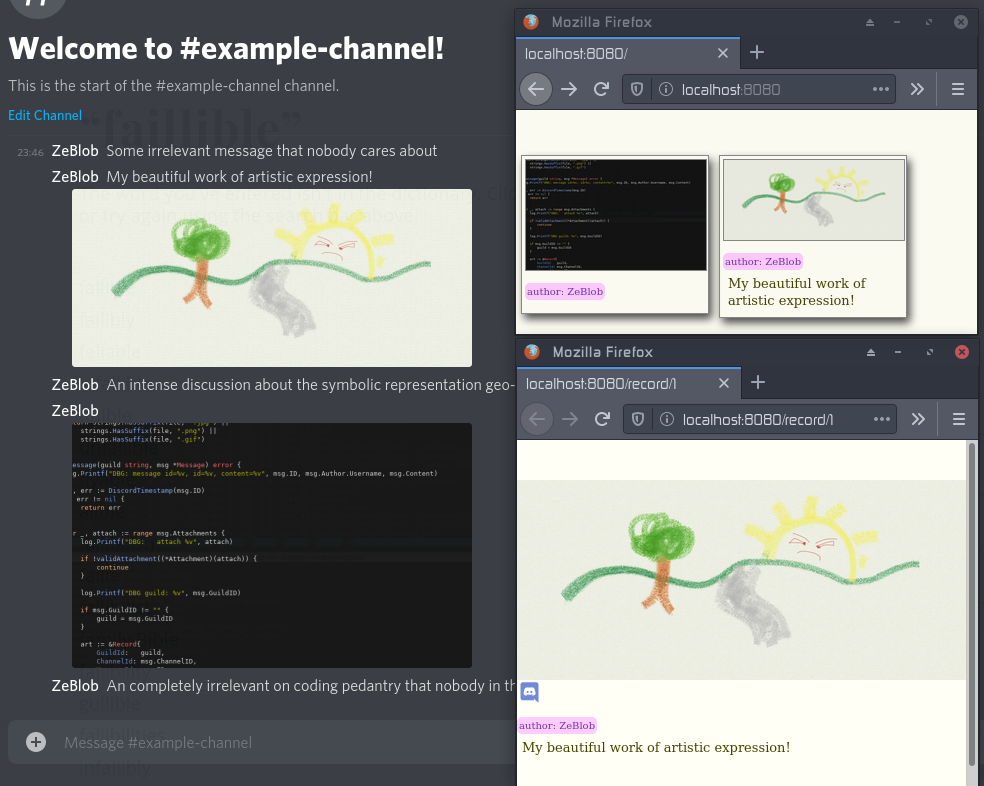 Welcome to #example-channel!
This is the start of the #example-channel channel.
Edit Channel
23:46 ZeBlob Some irrelevant message that nobody cares about
ZeBlob My beautiful work of artistic expression!
ZeBlob An intense discussion about the symbolic representation geo-
ZeBlob
strings.HasSuffix(file, ".png") ||
strings.HasSuffix(file, ".gif")
essage(guild string, msg *Message) error {
g.Printf("DBG: message id=%v, id=%v, content=%v", msg.ID, msg.Author.Username, msg.Content)
, err := DiscordTimestamp(msg.ID)
err != nil {
return err
r _, attach := range msg.Attachments {
log.Printf("DBG:   attach %v", attach)
if !validAttachment((*Attachment)(attach)) {
continue
}
log.Printf("DBG guild: %v", msg.GuildID)
if msg.GuildID != "" {
guild = msg.GuildID
}
art := &Record{
GuildId:   guild,
ChannelId: msg.ChannelID,
ZeBlob An completely irrelevant on coding pedantry that nobody in th
Message #example-channel
Mozilla Firefox
localhost:8080/
localhost:8080
author: ZeBlob
author: ZeBlob
My beautiful work of
artistic expression!
Mozilla Firefox
localhost:8080/record/1
localhost:8080/record/1
author: ZeBlob
My beautiful work of artistic expression!